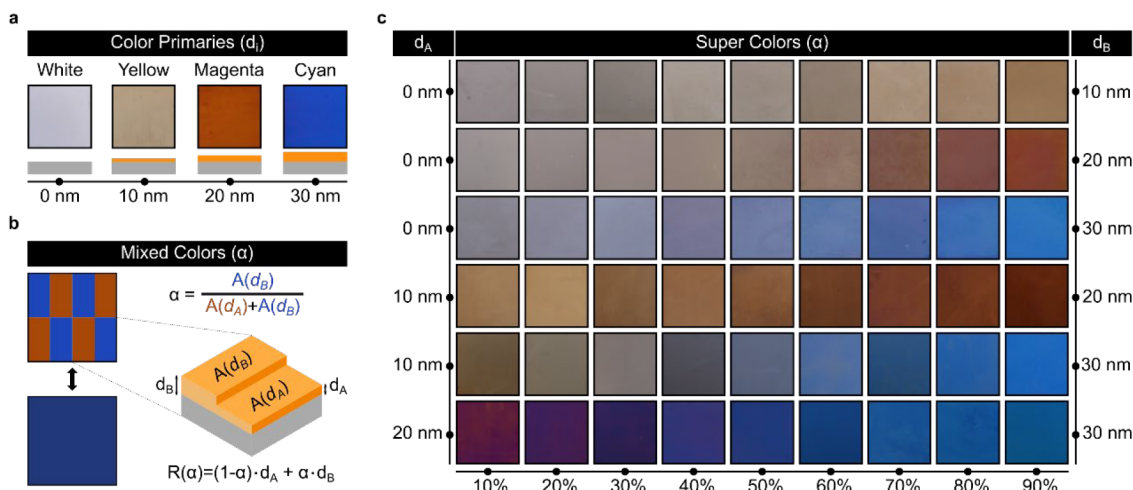 a
Color Primaries (dᵢ)
White Yellow Magenta Cyan
0 nm 10 nm 20 nm 30 nm
b
Mixed Colors (α)
α = A(d_B) / A(d_A)+A(d_B)
A(d_B)
d_B
A(d_A)
d_A
R(α)=(1-α)·d_A + α·d_B
c
d_A Super Colors (α) d_B
0 nm 10 nm
0 nm 20 nm
0 nm 30 nm
10 nm 20 nm
10 nm 30 nm
20 nm 30 nm
10% 20% 30% 40% 50% 60% 70% 80% 90%